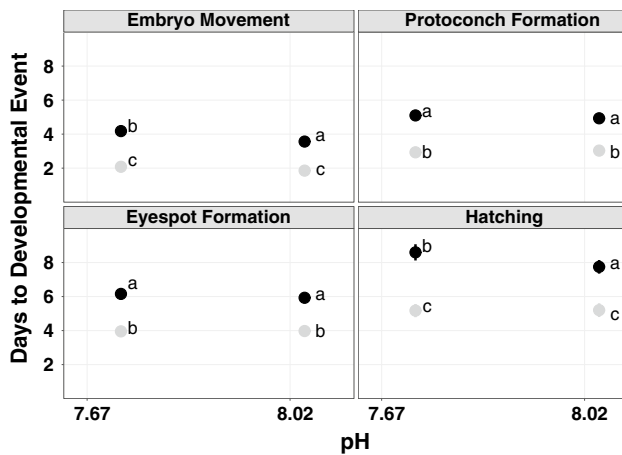 Embryo Movement
Protoconch Formation
Days to Developmental Event
8
6
4
2
b
a
c
c
a
a
b
b
Eyespot Formation
Hatching
8
6
4
2
a
a
b
b
b
a
c
c
7.67
8.02
7.67
8.02
pH